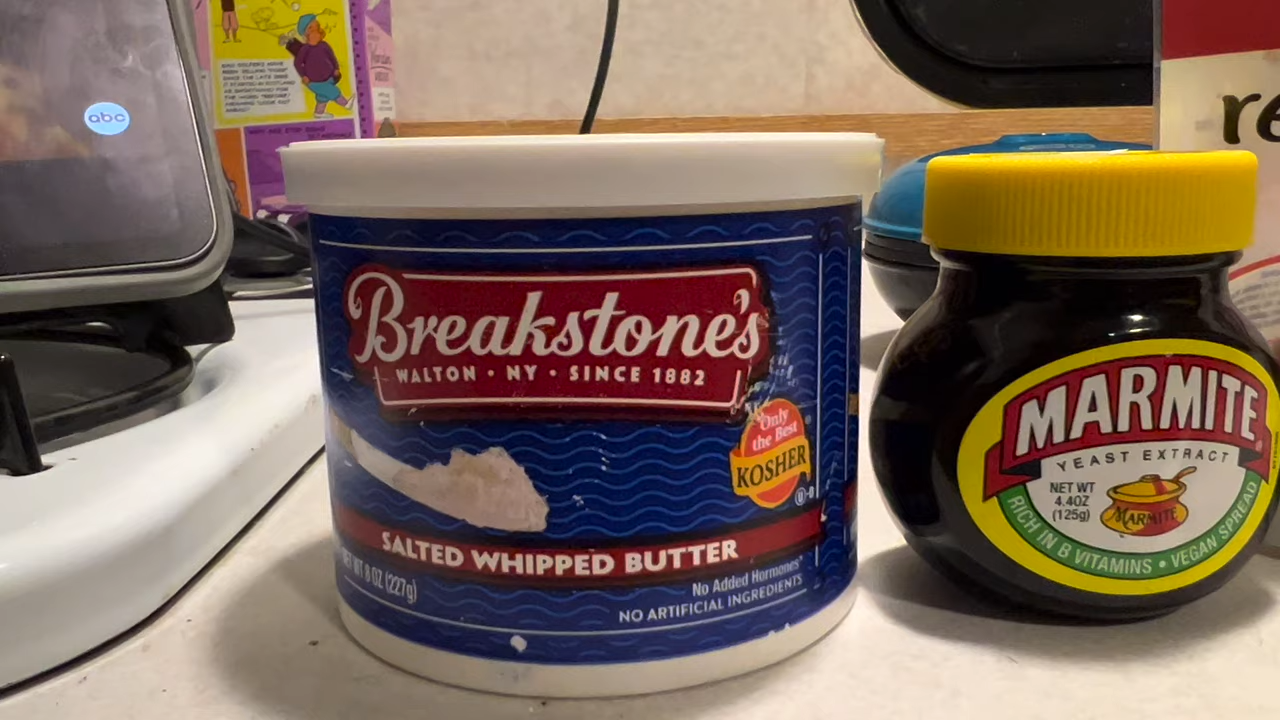 abc
Breakstone's
WALTON • NY • SINCE 1882
Only
the Best
KOSHER
U-D
SALTED WHIPPED BUTTER
NET WT 8 OZ (227g)
No Added Hormones*
NO ARTIFICIAL INGREDIENTS
MARMITE
YEAST EXTRACT
NET WT
4.4OZ
(125g)
MARMITE
RICH IN B VITAMINS • VEGAN SPREAD
re